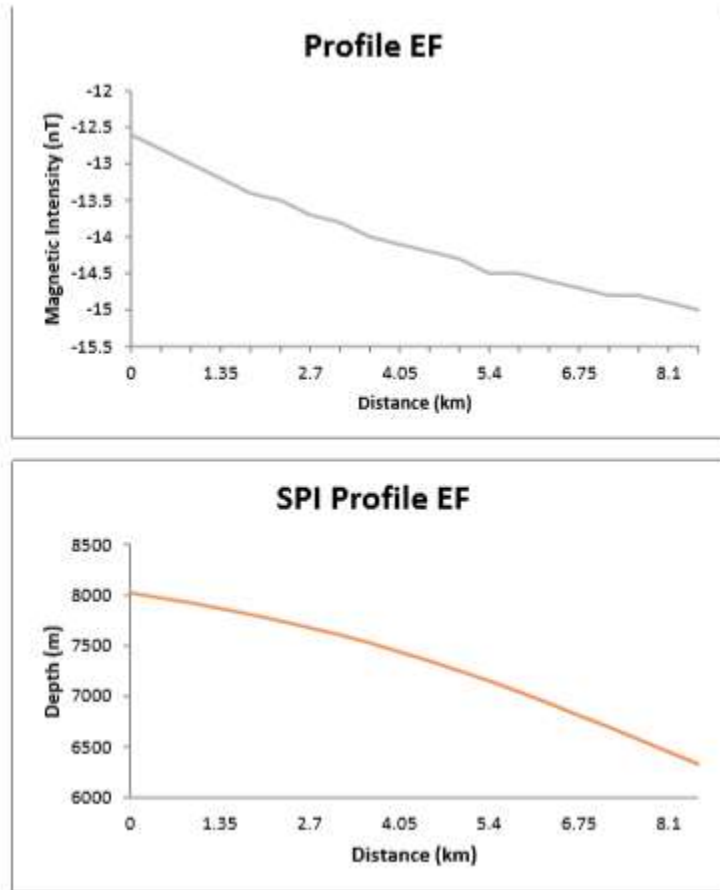 Profile EF
Magnetic Intensity (nT)
-12
-12.5
-13
-13.5
-14
-14.5
-15
-15.5
0 1.35 2.7 4.05 5.4 6.75 8.1
Distance (km)
SPI Profile EF
Depth (m)
8500
8000
7500
7000
6500
6000
0 1.35 2.7 4.05 5.4 6.75 8.1
Distance (km)